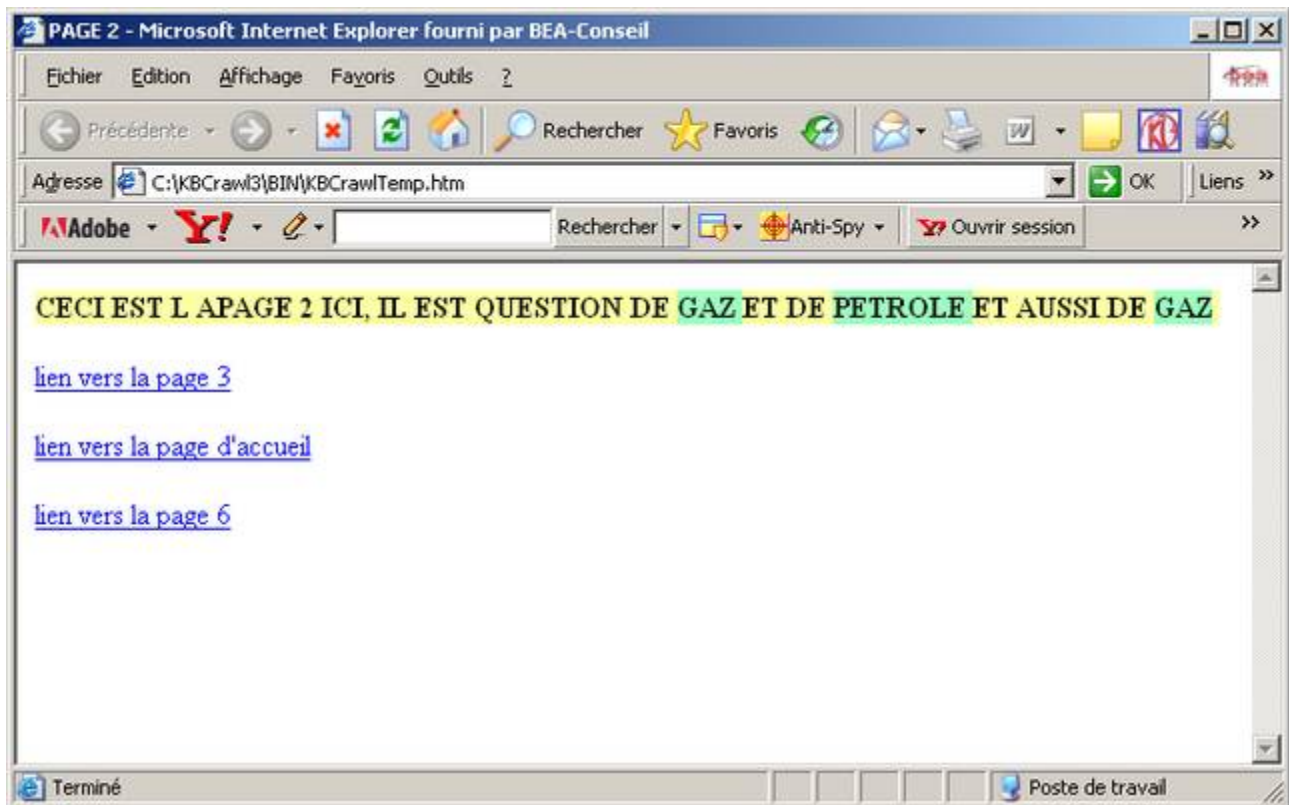 PAGE 2 - Microsoft Internet Explorer fourni par BEA-Conseil
Fichier Edition Affichage Favoris Outils ?
Précédente Rechercher Favoris
Adresse C:\KBCrawl3\BIN\KBCrawlTemp.htm OK Liens »
Adobe Y! Rechercher Anti-Spy Y? Ouvrir session »
CECI EST L APAGE 2 ICI, IL EST QUESTION DE GAZ ET DE PETROLE ET AUSSI DE GAZ
lien vers la page 3
lien vers la page d'accueil
lien vers la page 6
Terminé Poste de travail